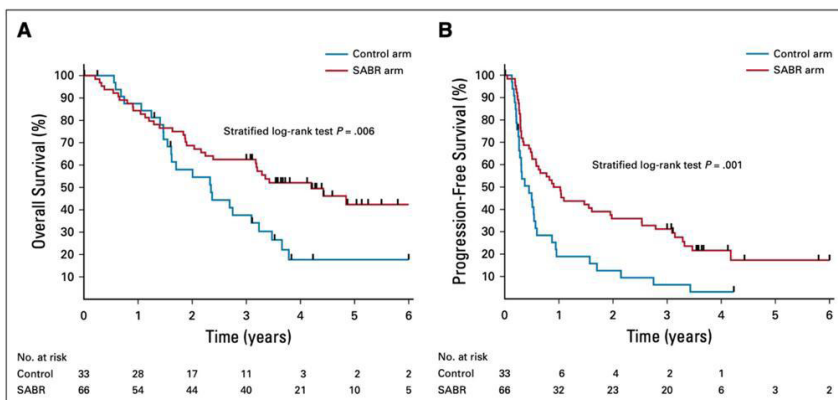 A
Control arm
SABR arm
Overall Survival (%)
100
90
80
70
60
50
40
30
20
10
Stratified log-rank test P = .006
0 1 2 3 4 5 6
Time (years)
No. at risk
Control 33 28 17 11 3 2 2
SABR 66 54 44 40 21 10 5
B
Control arm
SABR arm
Progression-Free Survival (%)
100
90
80
70
60
50
40
30
20
10
Stratified log-rank test P = .001
0 1 2 3 4 5 6
Time (years)
No. at risk
Control 33 6 4 2 1
SABR 66 32 23 20 6 3 2